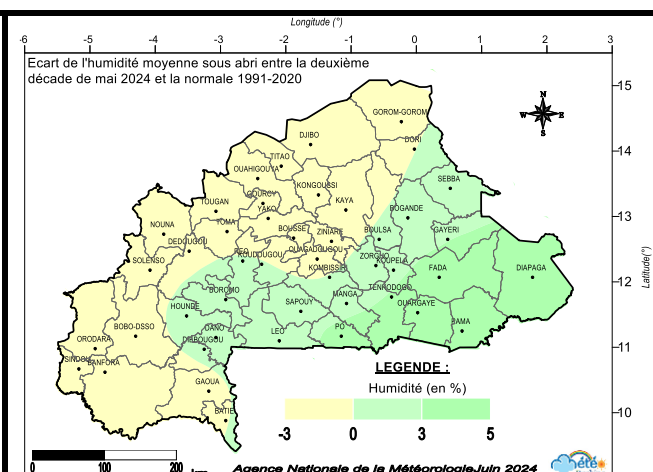 Longitude (°)
-6 -5 -4 -3 -2 -1 0 1 2 3
Ecart de l'humidité moyenne sous abri entre la deuxième
décade de mai 2024 et la normale 1991-2020
15
N
W E
S
GOROM-GOROM
DJIBO
DORI
14
TITAO
OUAHIGOUYA
KONGOUSSI
SEBBA
GOURCY
KAYA
TOUGAN
YAKO
BOGANDE
13
NOUNA
TOMA
BOUSSE
ZINIARE
BOULSA
GAYERI
DEDOUGOU
OUAGADOUGOU
Latitude(°)
SOLENSO
KOUDOUGOU
ZORGHO
KOMBISSIRI
KOUPELA
FADA
DIAPAGA
12
BOROMO
TENKODOGO
MANGA
HOUNDE
SAPOUY
OUARGAYE
BOBO-DSSO
DANO
LEO
PO
PAMA
ORODARA
DIEBOUGOU
11
SINDOU
BANFORA
LEGENDE :
GAOUA
Humidité (en %)
BATIE
10
-3 0 3 5
0 100 200
km
Agence Nationale de la MétéorologieJuin 2024
météo